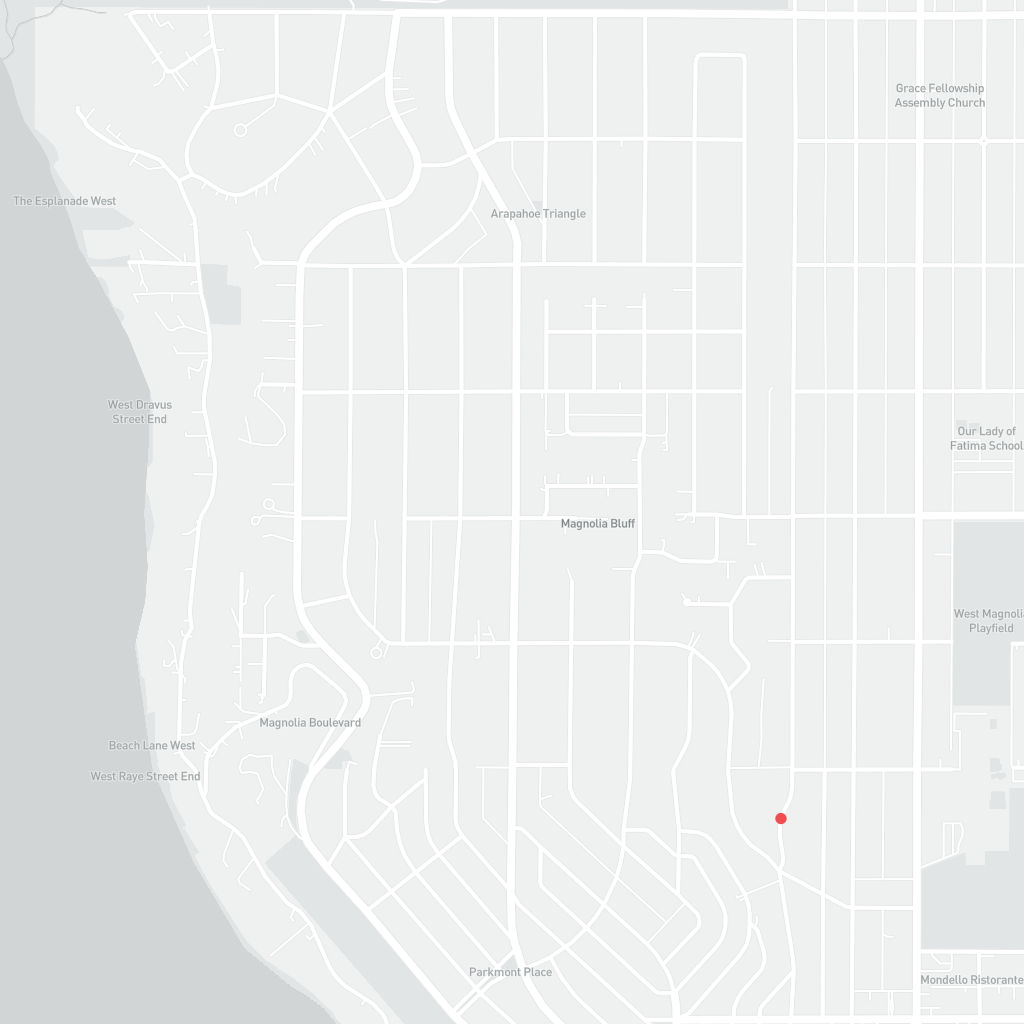 Grace Fellowship
Assembly Church
The Esplanade West
Arapahoe Triangle
West Dravus
Street End
Our Lady of
Fatima School
Magnolia Bluff
West Magnolia
Playfield
Magnolia Boulevard
Beach Lane West
West Raye Street End
Parkmont Place
Mondello Ristorante